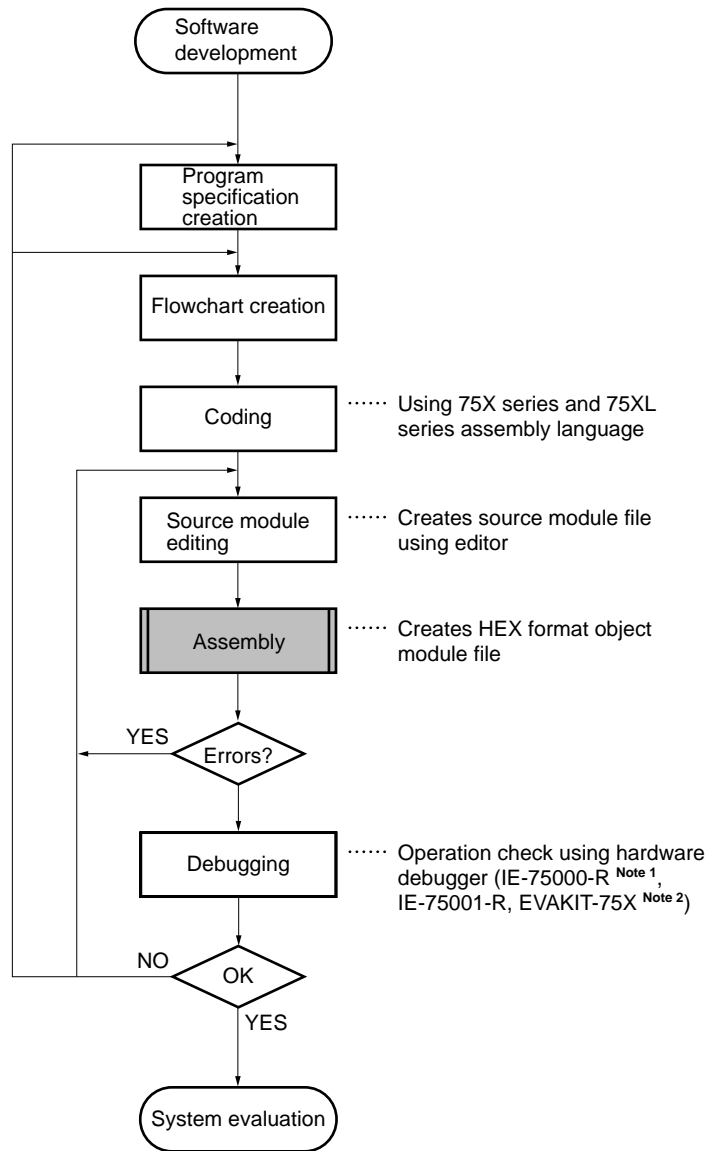 Software
development
Program
specification
creation
Flowchart creation
Coding
...... Using 75X series and 75XL
series assembly language
Source module
editing
...... Creates source module file
using editor
Assembly
...... Creates HEX format object
module file
YES
Errors?
Debugging
...... Operation check using hardware
debugger (IE-75000-R Note 1,
IE-75001-R, EVAKIT-75X Note 2)
NO
OK
YES
System evaluation